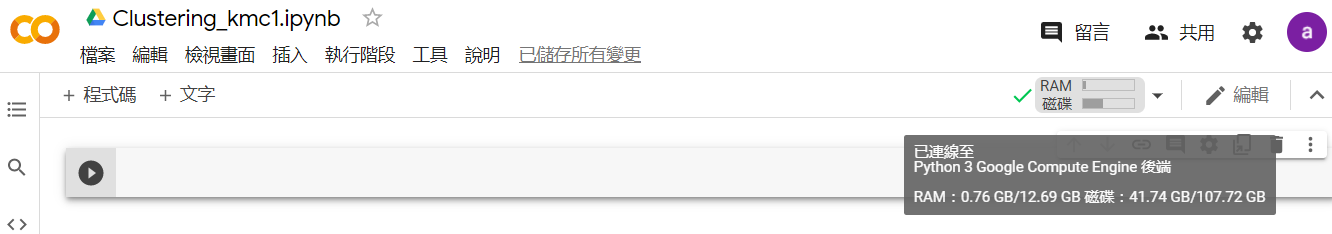 Clustering_kmc1.ipynb
檔案 編輯 檢視畫面 插入 執行階段 工具 說明 已儲存所有變更
留言 共用 a
+ 程式碼 + 文字
RAM
磁碟
編輯
已連線至
Python 3 Google Compute Engine 後端
RAM：0.76 GB/12.69 GB 磁碟：41.74 GB/107.72 GB